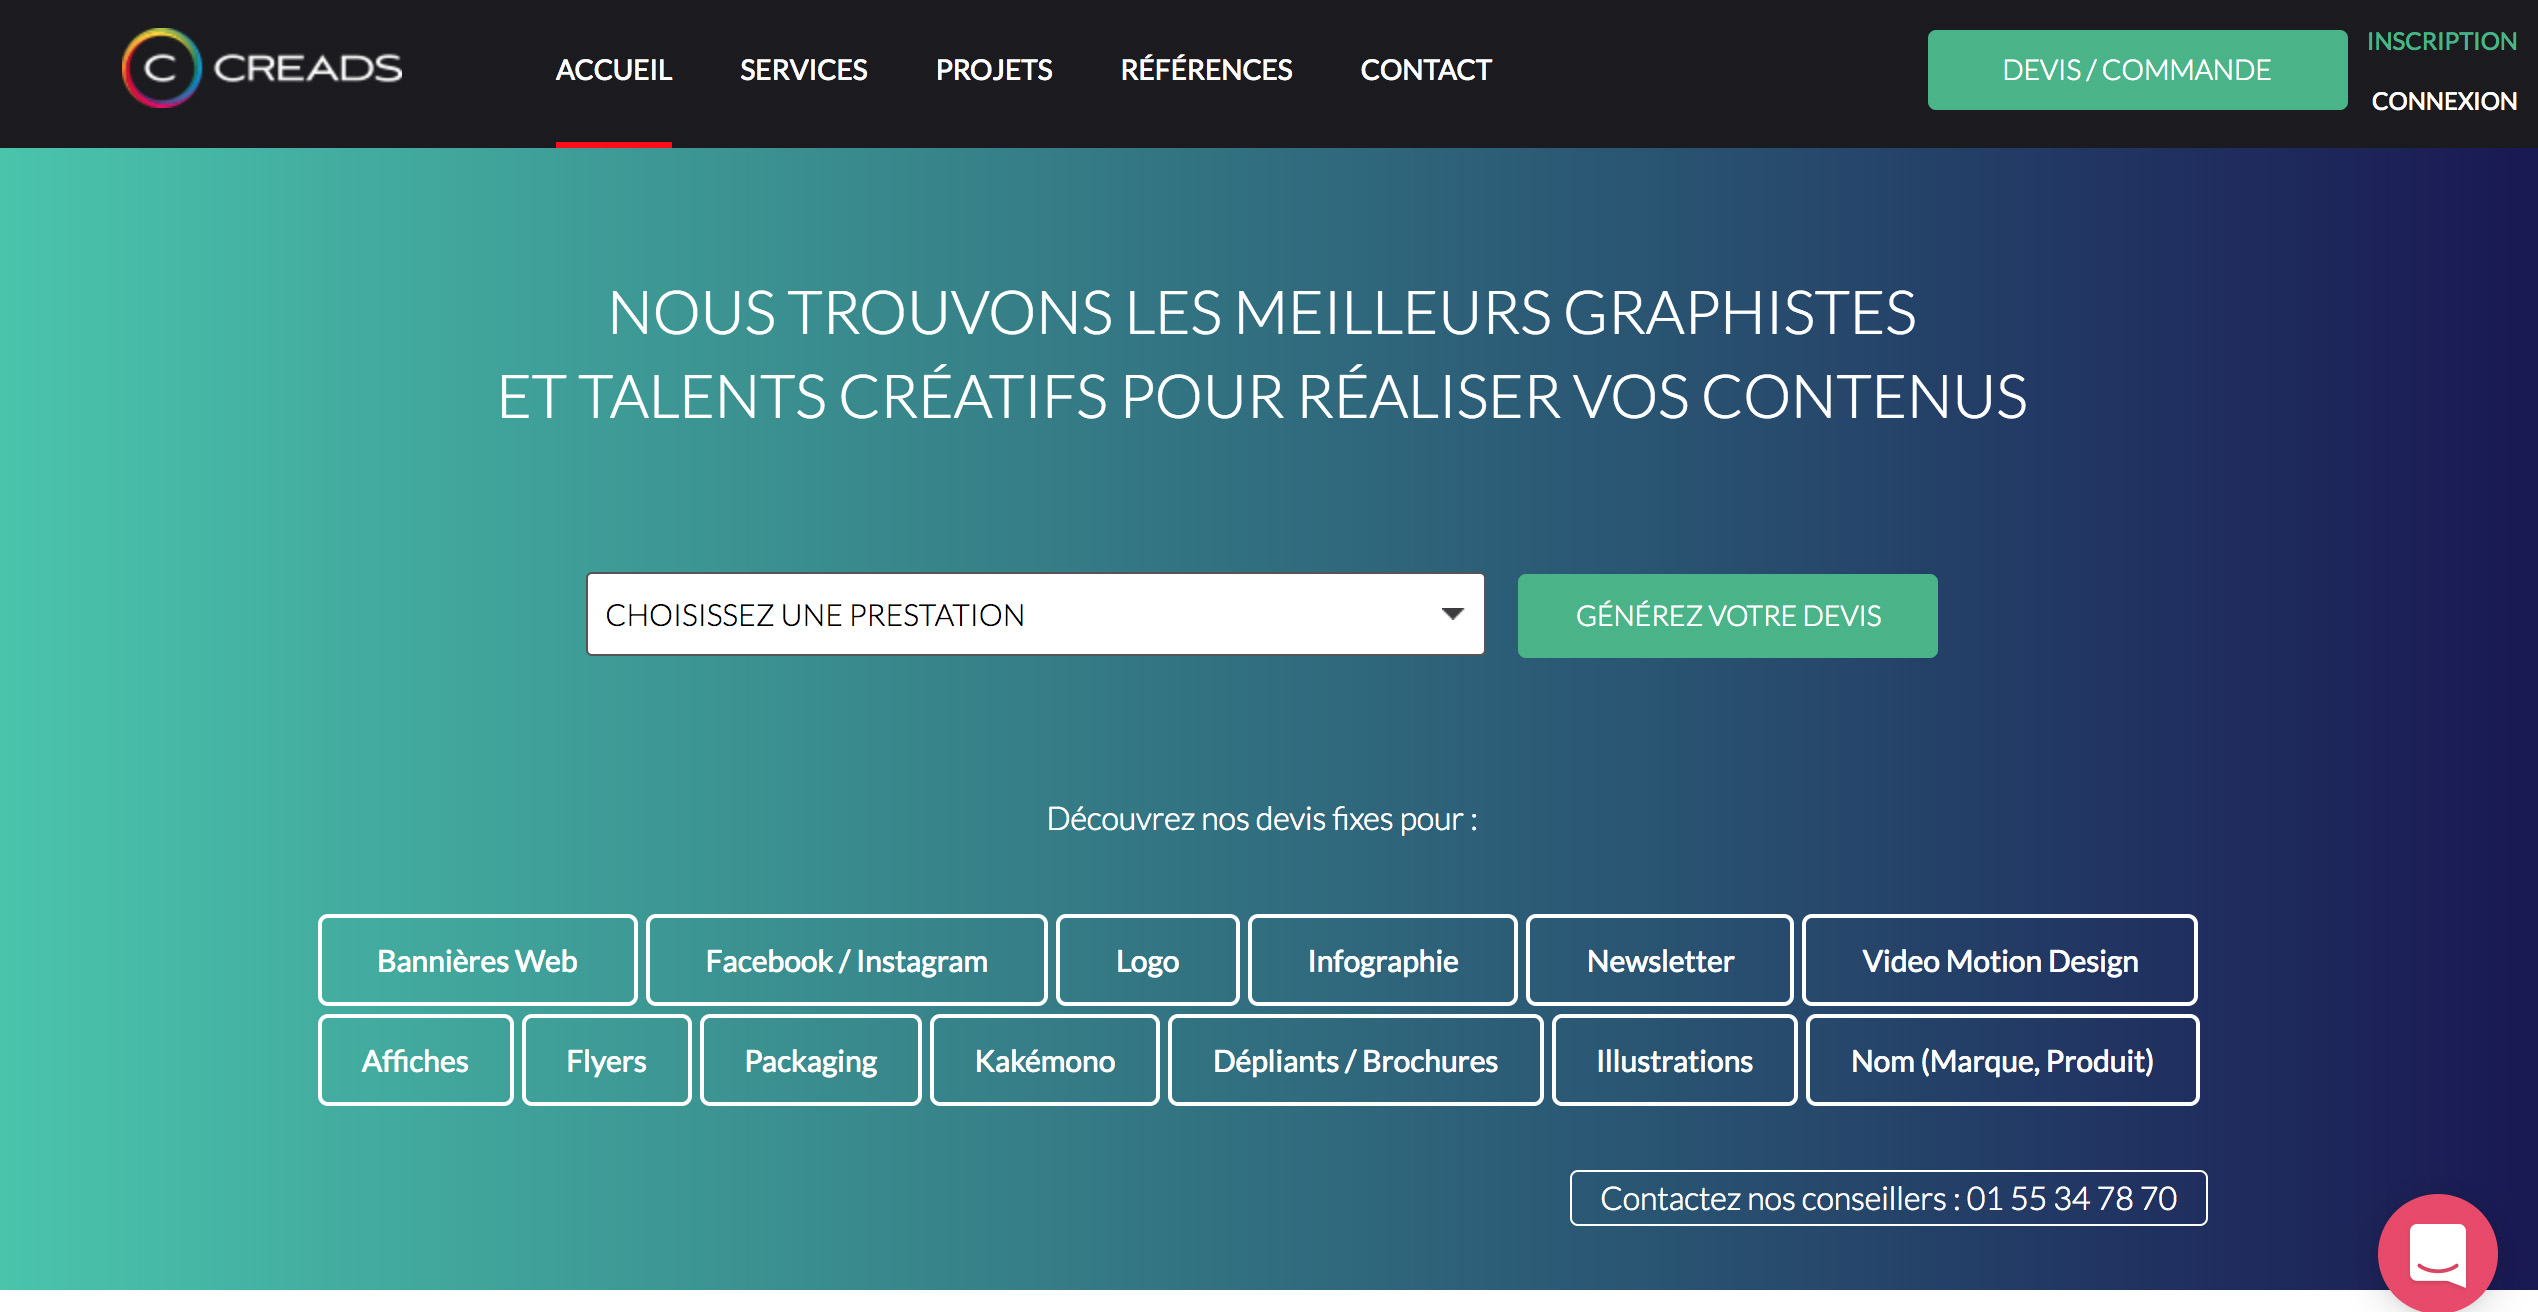 C CREADS
ACCUEIL SERVICES PROJETS RÉFÉRENCES CONTACT
DEVIS / COMMANDE
INSCRIPTION
CONNEXION
NOUS TROUVONS LES MEILLEURS GRAPHISTES
ET TALENTS CRÉATIFS POUR RÉALISER VOS CONTENUS
CHOISISSEZ UNE PRESTATION
GÉNÉREZ VOTRE DEVIS
Découvrez nos devis fixes pour :
Bannières Web Facebook / Instagram Logo Infographie Newsletter Video Motion Design
Affiches Flyers Packaging Kakémono Dépliants / Brochures Illustrations Nom (Marque, Produit)
Contactez nos conseillers : 01 55 34 78 70